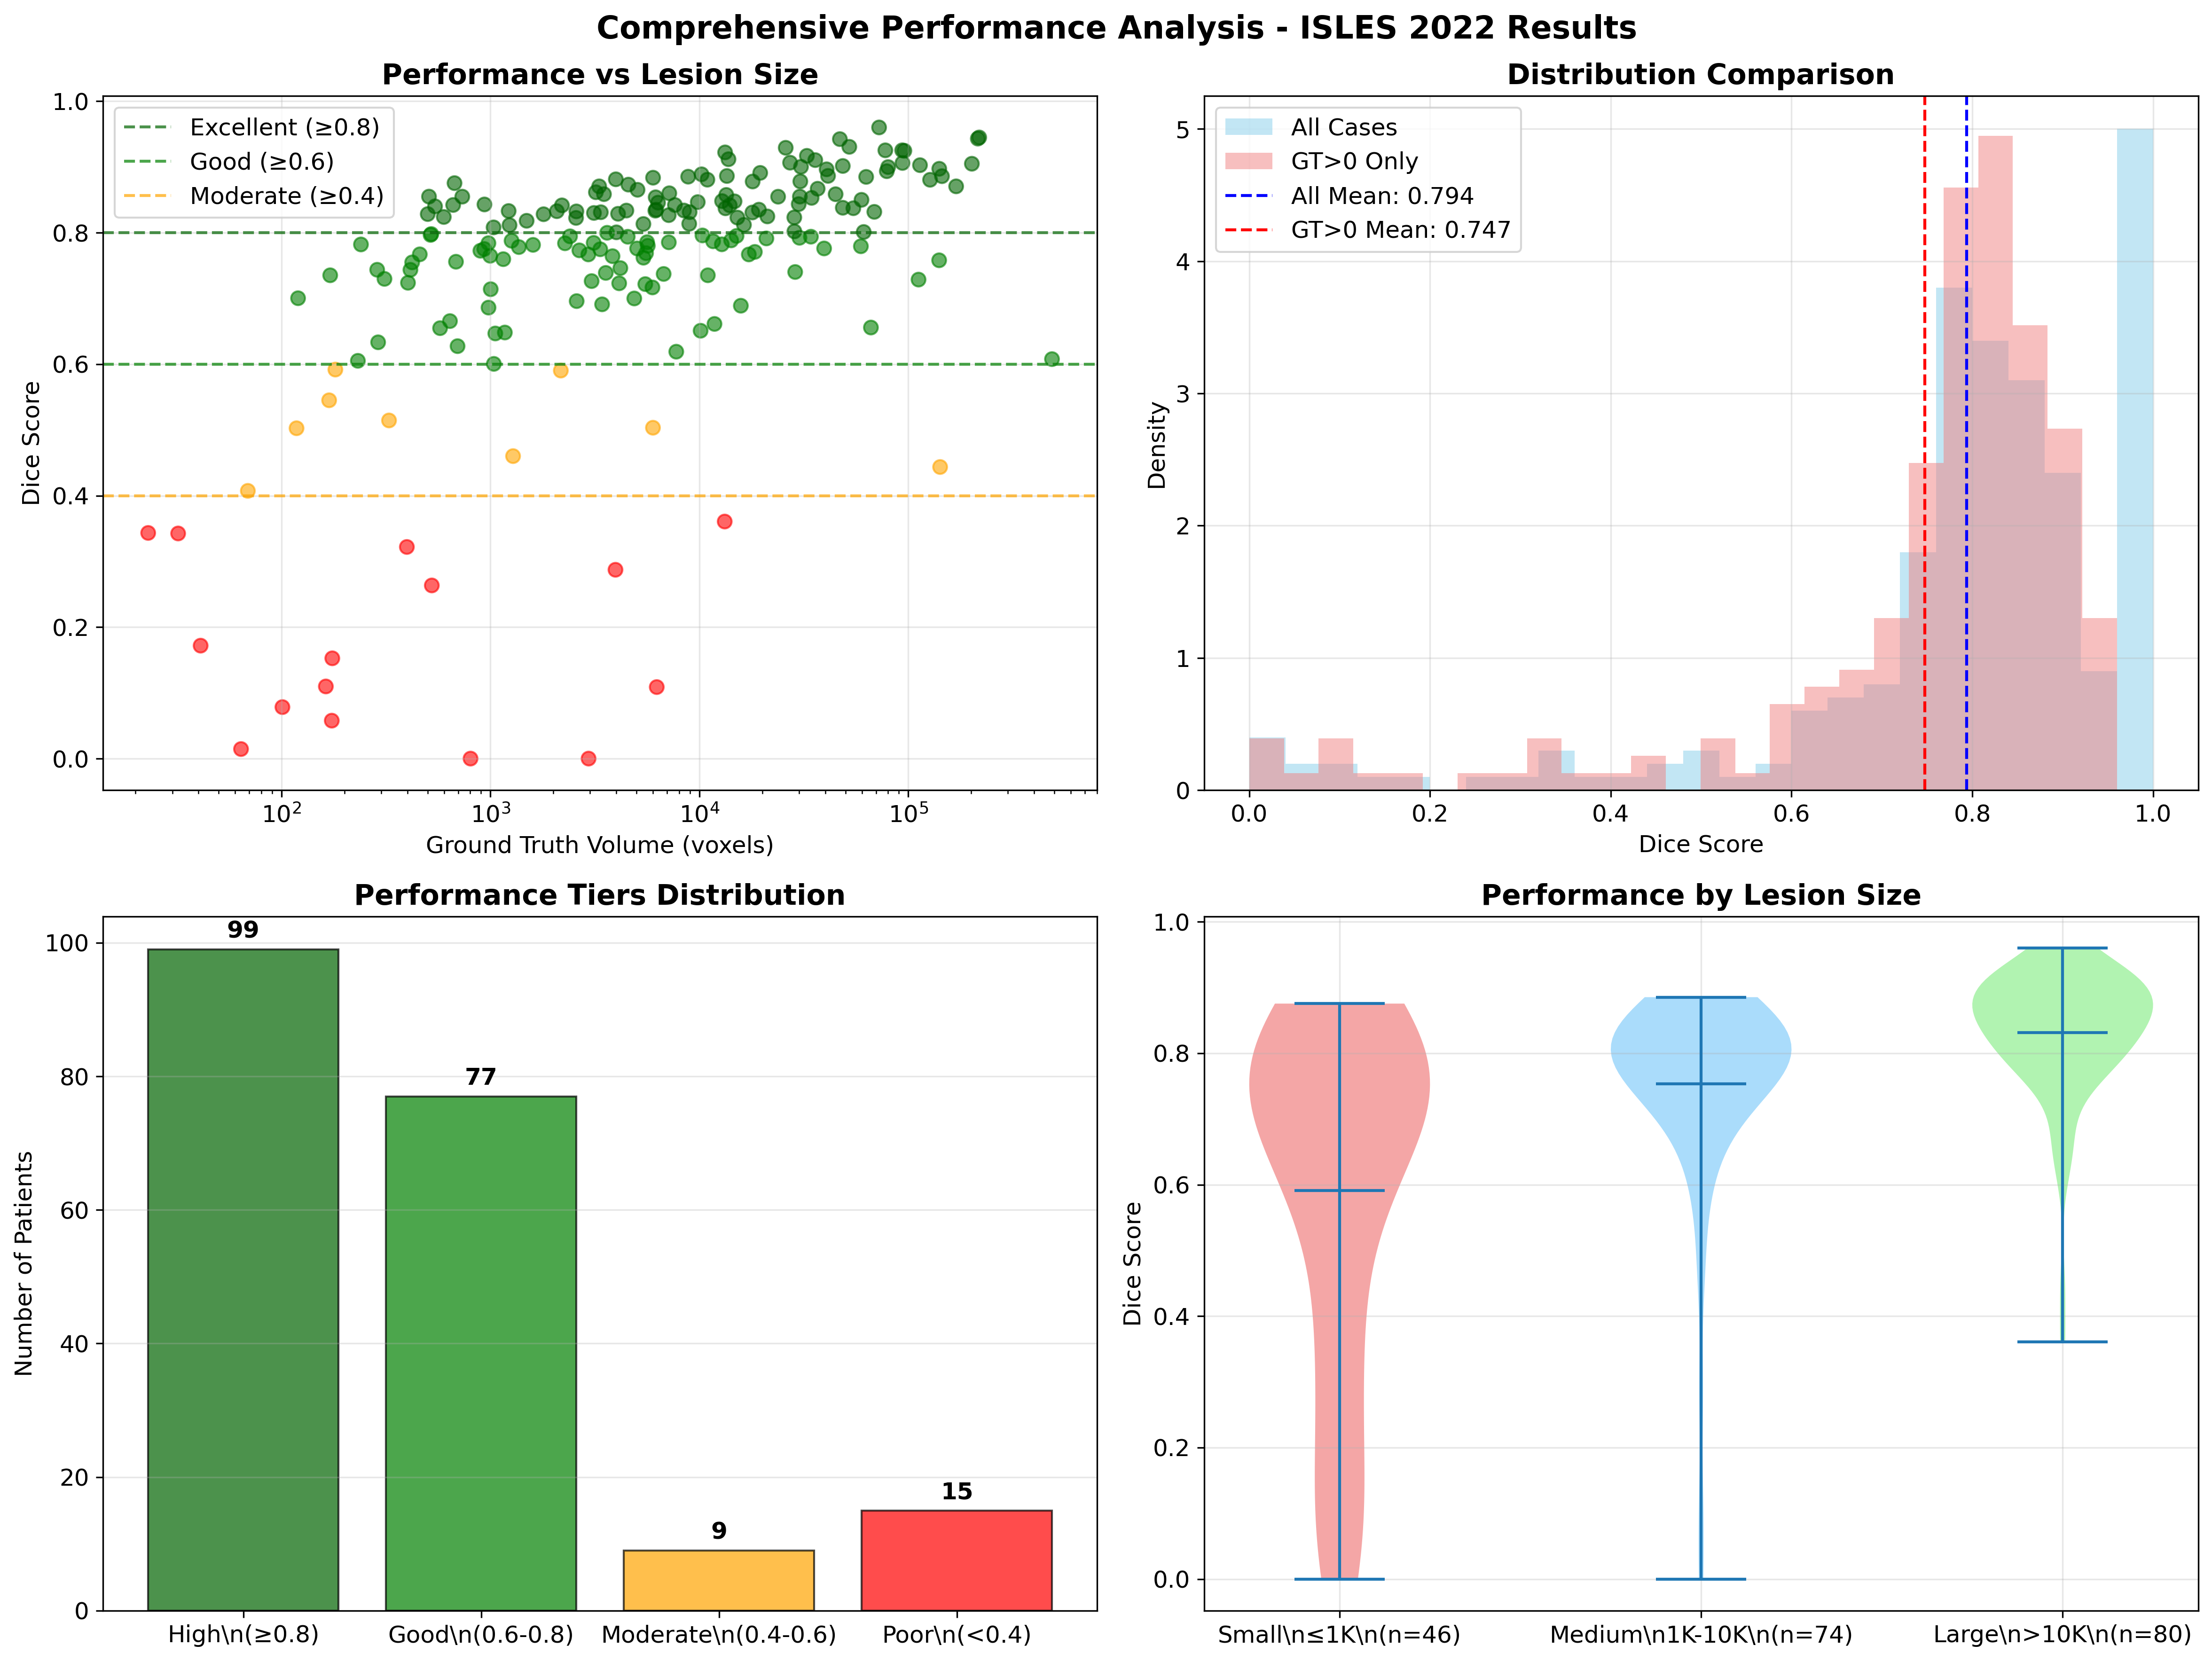 Comprehensive Performance Analysis - ISLES 2022 Results
Performance vs Lesion Size
Excellent (≥0.8)
Good (≥0.6)
Moderate (≥0.4)
1.0
0.8
0.6
0.4
0.2
0.0
Dice Score
10²
10³
10⁴
10⁵
Ground Truth Volume (voxels)
Distribution Comparison
All Cases
GT>0 Only
All Mean: 0.794
GT>0 Mean: 0.747
5
4
3
2
1
0
Density
0.0
0.2
0.4
0.6
0.8
1.0
Dice Score
Performance Tiers Distribution
100
80
60
40
20
0
Number of Patients
99
77
9
15
High\n(≥0.8)
Good\n(0.6-0.8)
Moderate\n(0.4-0.6)
Poor\n(<0.4)
Performance by Lesion Size
1.0
0.8
0.6
0.4
0.2
0.0
Dice Score
Small\n≤1K\n(n=46)
Medium\n1K-10K\n(n=74)
Large\n>10K\n(n=80)